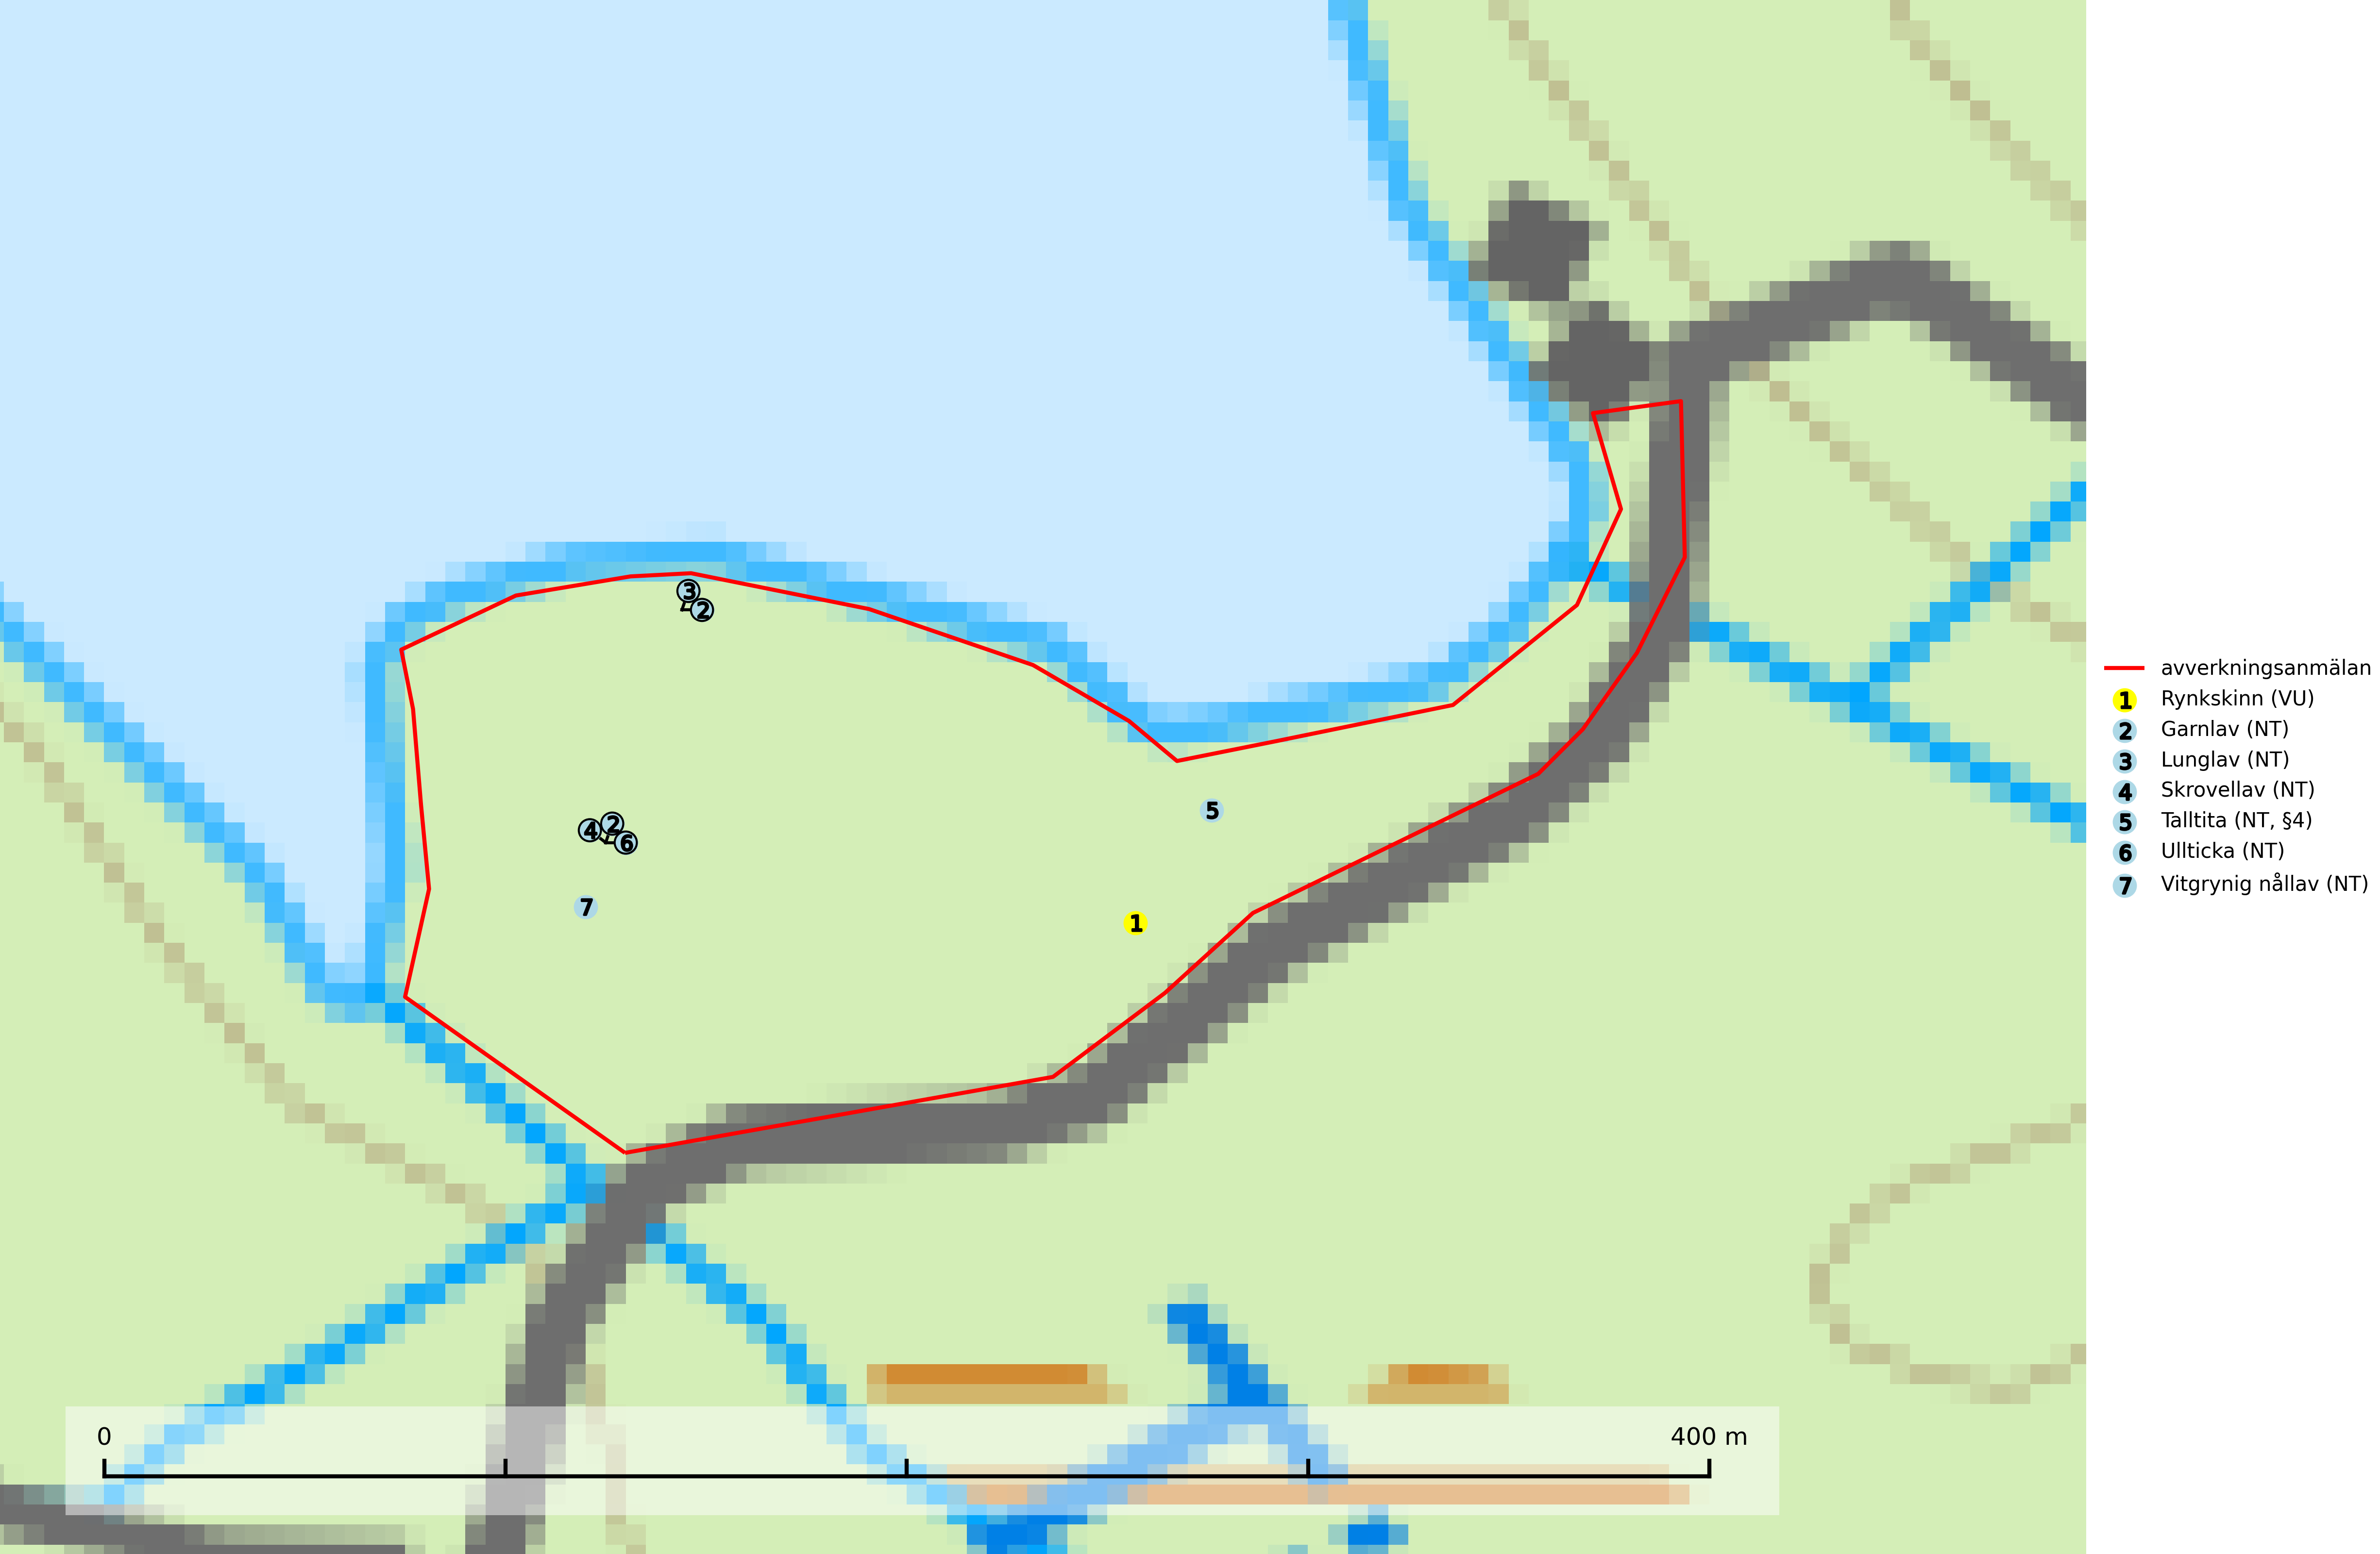 3
2
4
2
6
5
7
1
0
400 m
avverkningsanmälan
1 Rynkskinn (VU)
2 Garnlav (NT)
3 Lunglav (NT)
4 Skrovellav (NT)
5 Talltita (NT, §4)
6 Ullticka (NT)
7 Vitgrynig nållav (NT)